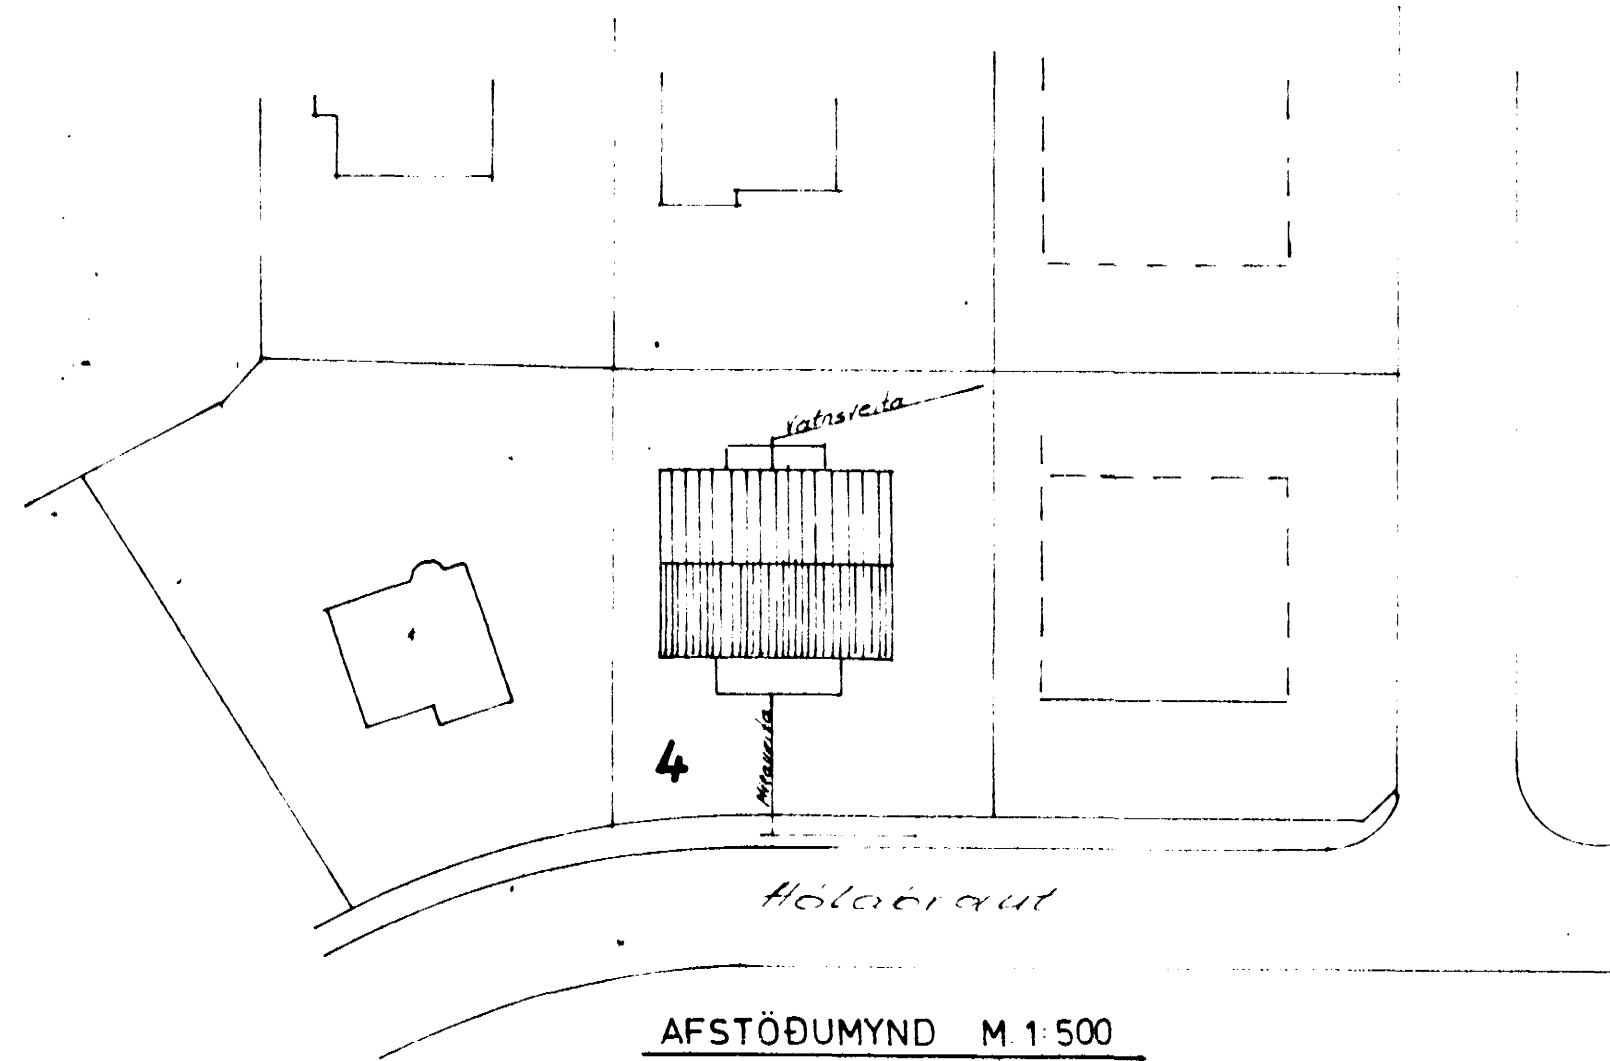 Vatnsveita
4
Hitaveita
Hólabraut
AFSTÖÐUMYND M. 1:500